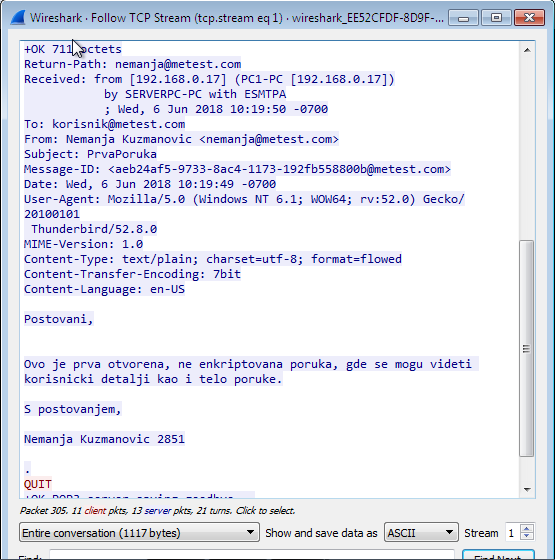 Wireshark · Follow TCP Stream (tcp.stream eq 1) · wireshark_EE52CFDF-8D9F-...
+OK 711 octets
Return-Path: nemanja@metest.com
Received: from [192.168.0.17] (PC1-PC [192.168.0.17])
by SERVERPC-PC with ESMTPA
; Wed, 6 Jun 2018 10:19:50 -0700
To: korisnik@metest.com
From: Nemanja Kuzmanovic <nemanja@metest.com>
Subject: PrvaPoruka
Message-ID: <aeb24af5-9733-8ac4-1173-192fb558800b@metest.com>
Date: Wed, 6 Jun 2018 10:19:49 -0700
User-Agent: Mozilla/5.0 (Windows NT 6.1; WOW64; rv:52.0) Gecko/
20100101
Thunderbird/52.8.0
MIME-Version: 1.0
Content-Type: text/plain; charset=utf-8; format=flowed
Content-Transfer-Encoding: 7bit
Content-Language: en-US
Postovani,
Ovo je prva otvorena, ne enkriptovana poruka, gde se mogu videti
korisnicki detalji kao i telo poruke.
S postovanjem,
Nemanja Kuzmanovic 2851
.
QUIT
+OK POP3 server saying goodbye...
Packet 305. 11 client pkts, 13 server pkts, 21 turns. Click to select.
Entire conversation (1117 bytes) Show and save data as ASCII Stream 1
Find: Find Next